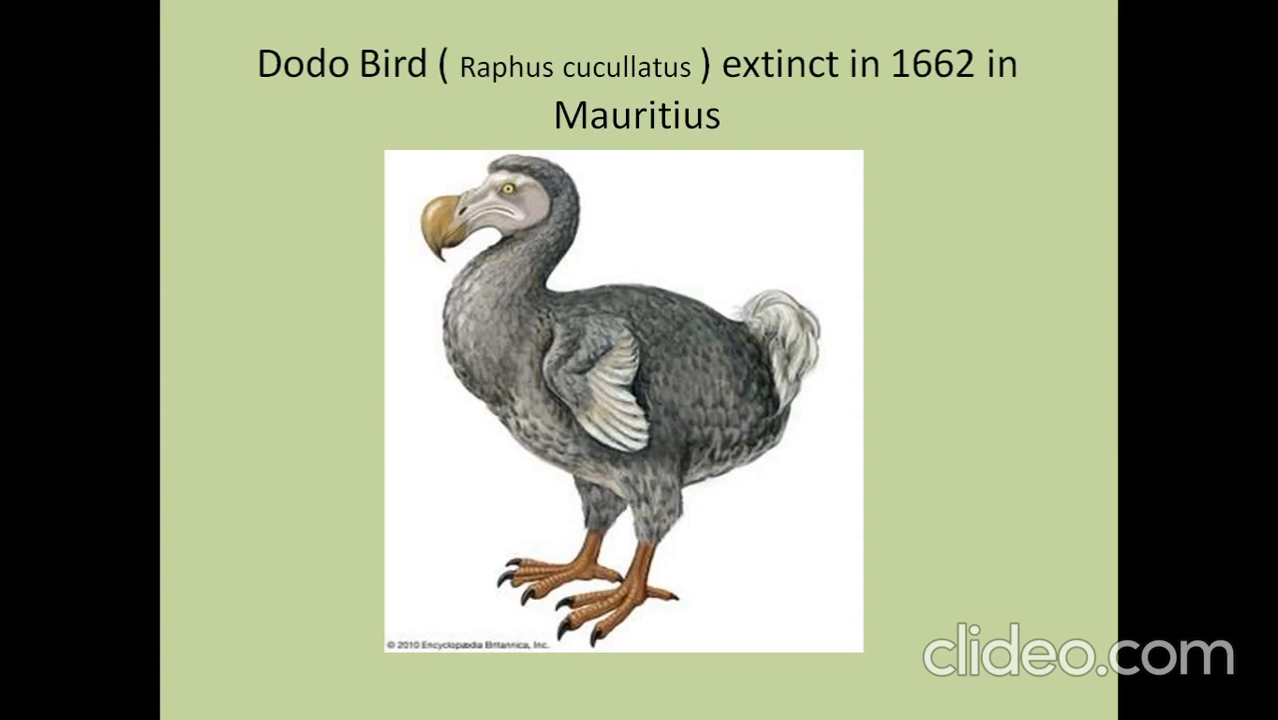 Dodo Bird ( Raphus cucullatus ) extinct in 1662 in
Mauritius
© 2010 Encyclopædia Britannica, Inc.
clideo.com